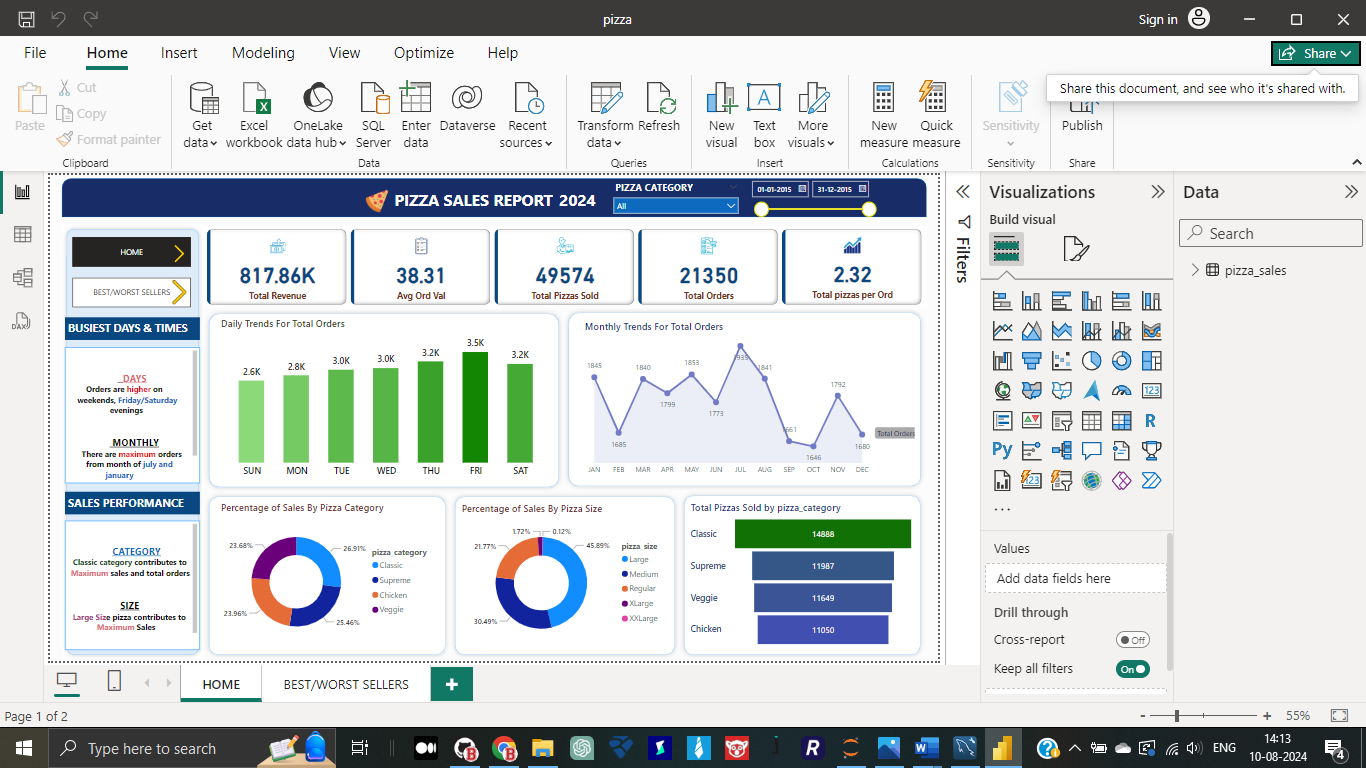 pizza
Sign in
File Home Insert Modeling View Optimize Help
Share
Share this document, and see who it's shared with.
Paste
Cut
Copy
Format painter
Clipboard
Get data
Excel workbook
OneLake data hub
SQL Server
Enter data
Dataverse
Recent sources
Data
Transform data
Refresh
Queries
New visual
Text box
More visuals
Insert
New measure
Quick measure
Calculations
Sensitivity
Sensitivity
Publish
Share
PIZZA SALES REPORT 2024
PIZZA CATEGORY
All
01-01-2015
31-12-2015
HOME
BEST/WORST SELLERS
BUSIEST DAYS & TIMES
DAYS
Orders are higher on
weekends, Friday/Saturday
evenings
MONTHLY
There are maximum orders
from month of july and
january
SALES PERFORMANCE
CATEGORY
Classic category contributes to
Maximum sales and total orders
SIZE
Large Size pizza contributes to
Maximum Sales
817.86K
Total Revenue
38.31
Avg Ord Val
49574
Total Pizzas Sold
21350
Total Orders
2.32
Total pizzas per Ord
Daily Trends For Total Orders
2.6K 2.8K 3.0K 3.0K 3.2K 3.5K 3.2K
SUN MON TUE WED THU FRI SAT
Monthly Trends For Total Orders
1845 1685 1840 1799 1853 1773 1935 1841 1661 1646 1792 1680
Total Orders
JAN FEB MAR APR MAY JUN JUL AUG SEP OCT NOV DEC
Percentage of Sales By Pizza Category
23.68%
26.91%
23.96%
25.46%
pizza_category
Classic
Supreme
Chicken
Veggie
Percentage of Sales By Pizza Size
1.72%
0.12%
21.77%
45.89%
30.49%
pizza_size
Large
Medium
Regular
XLarge
XXLarge
Total Pizzas Sold by pizza_category
Classic 14888
Supreme 11987
Veggie 11649
Chicken 11050
Filters
Visualizations
Build visual
123
R
Py
123
...
Values
Add data fields here
Drill through
Cross-report
Off
Keep all filters
On
Data
Search
pizza_sales
DAX
HOME
BEST/WORST SELLERS
+
Page 1 of 2
- + 55%
Type here to search
ENG
14:13
10-08-2024
4